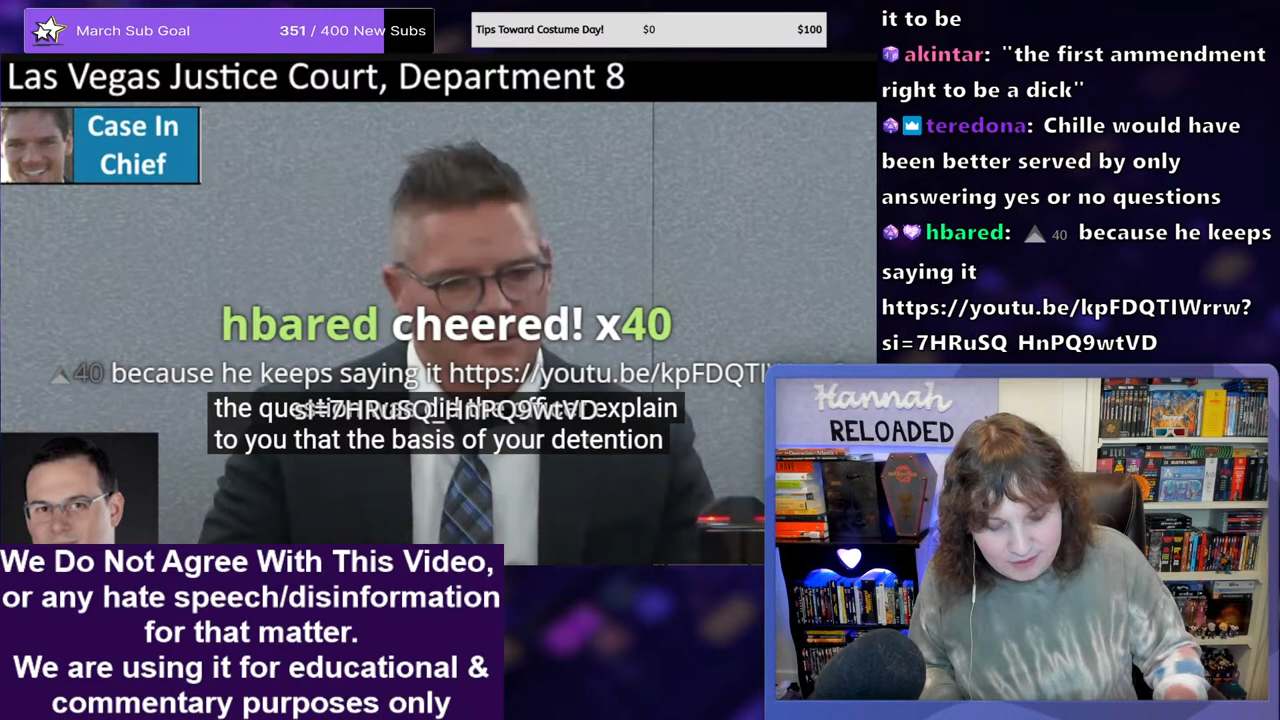 March Sub Goal 351 / 400 New Subs
Tips Toward Costume Day! $0 $100
Las Vegas Justice Court, Department 8
Case In
Chief
hbared cheered! x40
40 because he keeps saying it https://youtu.be/kpFDQTI
si=7HRuSQ_HnPQ9wtVD
the question was did the officer explain
to you that the basis of your detention
We Do Not Agree With This Video,
or any hate speech/disinformation
for that matter.
We are using it for educational &
commentary purposes only
it to be
akintar: "the first ammendment
right to be a dick"
teredona: Chille would have
been better served by only
answering yes or no questions
hbared: 40 because he keeps
saying it
https://youtu.be/kpFDQTIWrrw?
si=7HRuSQ_HnPQ9wtVD
Hannah
RELOADED